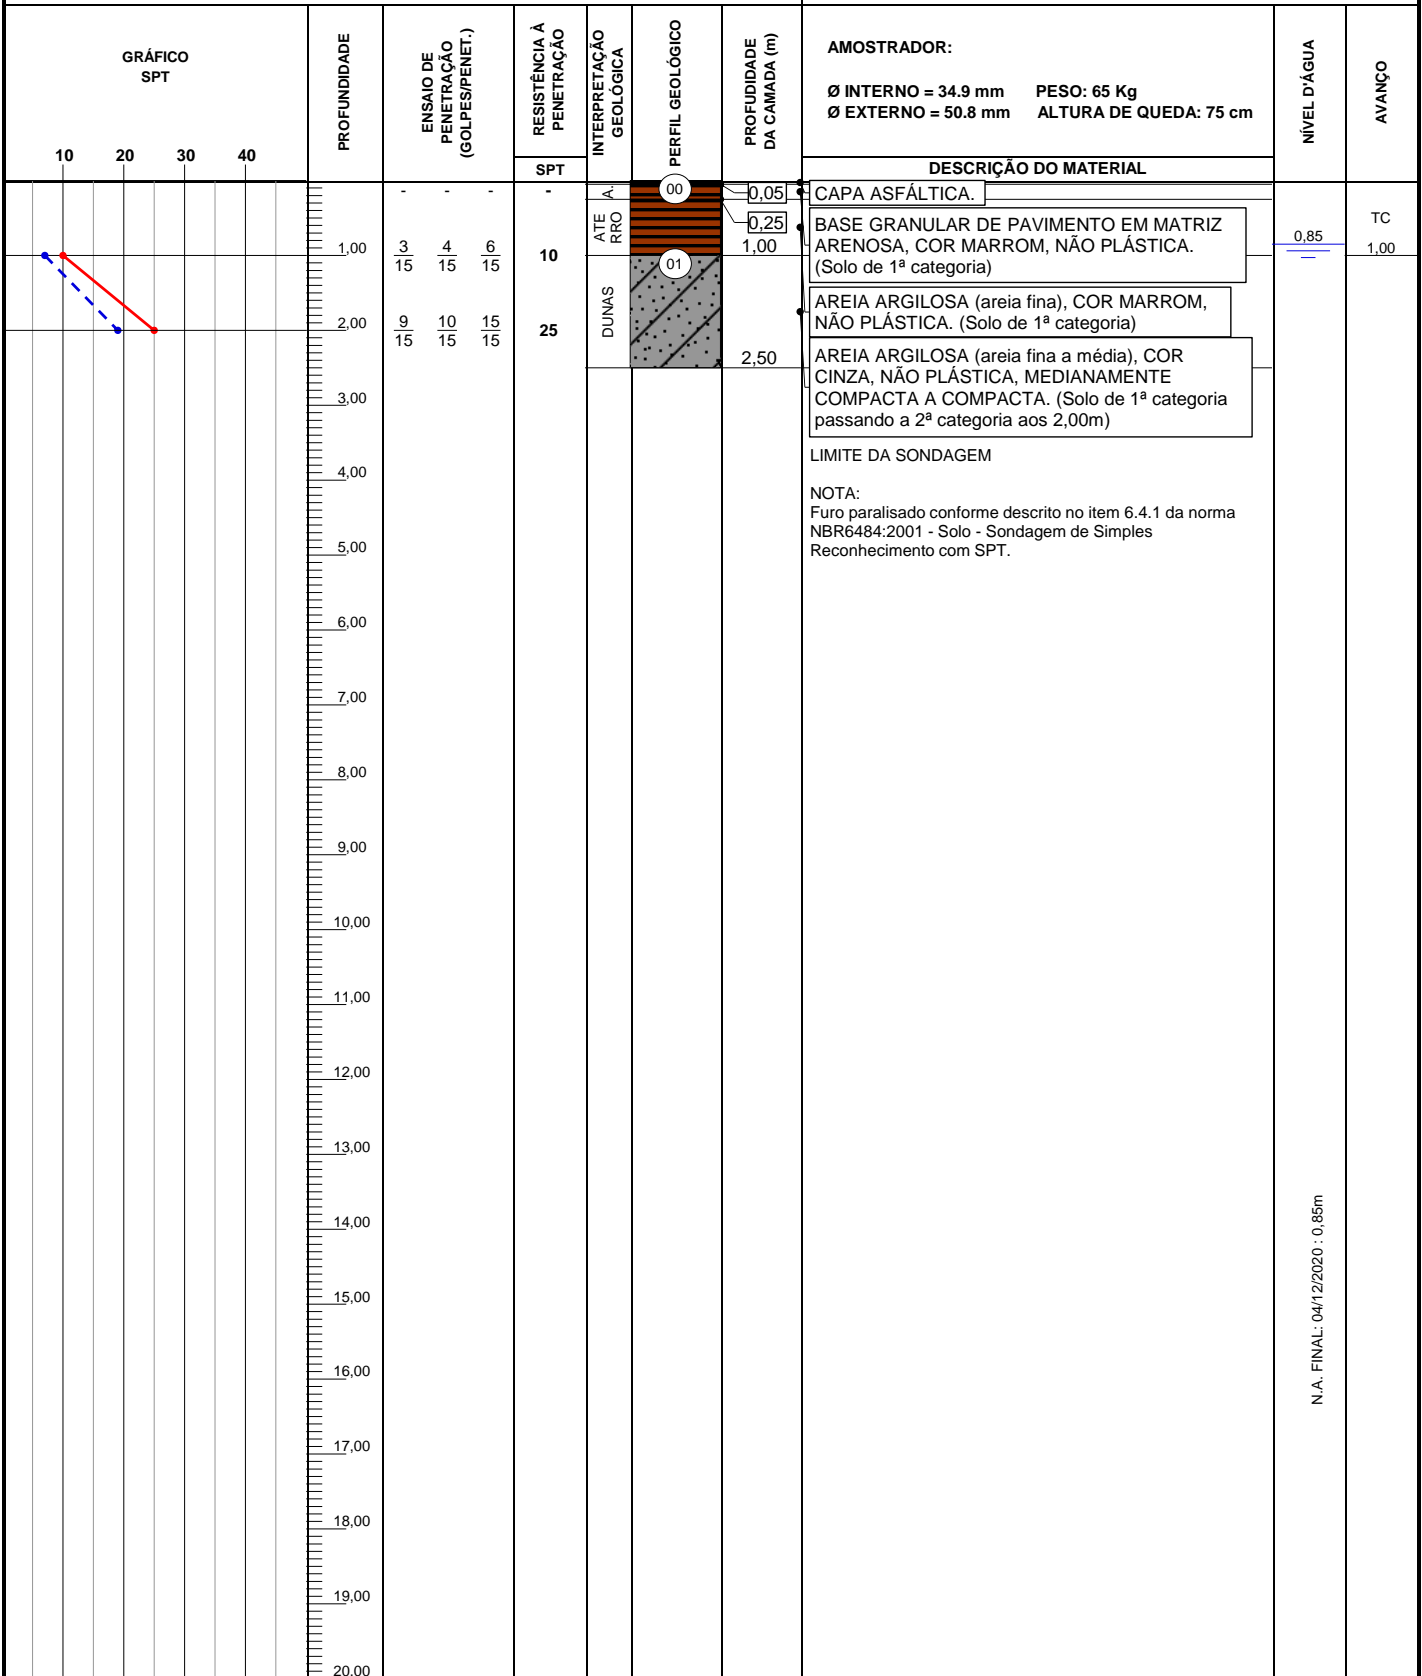 GRÁFICO
SPT
10 20 30 40
PROFUNDIDADE
ENSAIO DE
PENETRAÇÃO
(GOLPES/PENET.)
RESISTÊNCIA À
PENETRAÇÃO
SPT
INTERPRETAÇÃO
GEOLÓGICA
PERFIL GEOLÓGICO
PROFUDIDADE
DA CAMADA (m)
AMOSTRADOR:
Ø INTERNO = 34.9 mm PESO: 65 Kg
Ø EXTERNO = 50.8 mm ALTURA DE QUEDA: 75 cm
DESCRIÇÃO DO MATERIAL
NÍVEL D'ÁGUA
AVANÇO
- - - -
A.
00
0,05
CAPA ASFÁLTICA.
ATE
RRO
0,25
BASE GRANULAR DE PAVIMENTO EM MATRIZ
ARENOSA, COR MARROM, NÃO PLÁSTICA.
(Solo de 1ª categoria)
0,85
TC
1,00
1,00
3 4 6
15 15 15
10
1,00
01
DUNAS
AREIA ARGILOSA (areia fina), COR MARROM,
NÃO PLÁSTICA. (Solo de 1ª categoria)
2,00
9 10 15
15 15 15
25
2,50
AREIA ARGILOSA (areia fina a média), COR
CINZA, NÃO PLÁSTICA, MEDIANAMENTE
COMPACTA A COMPACTA. (Solo de 1ª categoria
passando a 2ª categoria aos 2,00m)
3,00
LIMITE DA SONDAGEM
4,00
NOTA:
Furo paralisado conforme descrito no item 6.4.1 da norma
NBR6484:2001 - Solo - Sondagem de Simples
Reconhecimento com SPT.
5,00
6,00
7,00
8,00
9,00
10,00
11,00
12,00
13,00
14,00
15,00
16,00
17,00
18,00
19,00
20,00
N.A. FINAL: 04/12/2020 : 0,85m